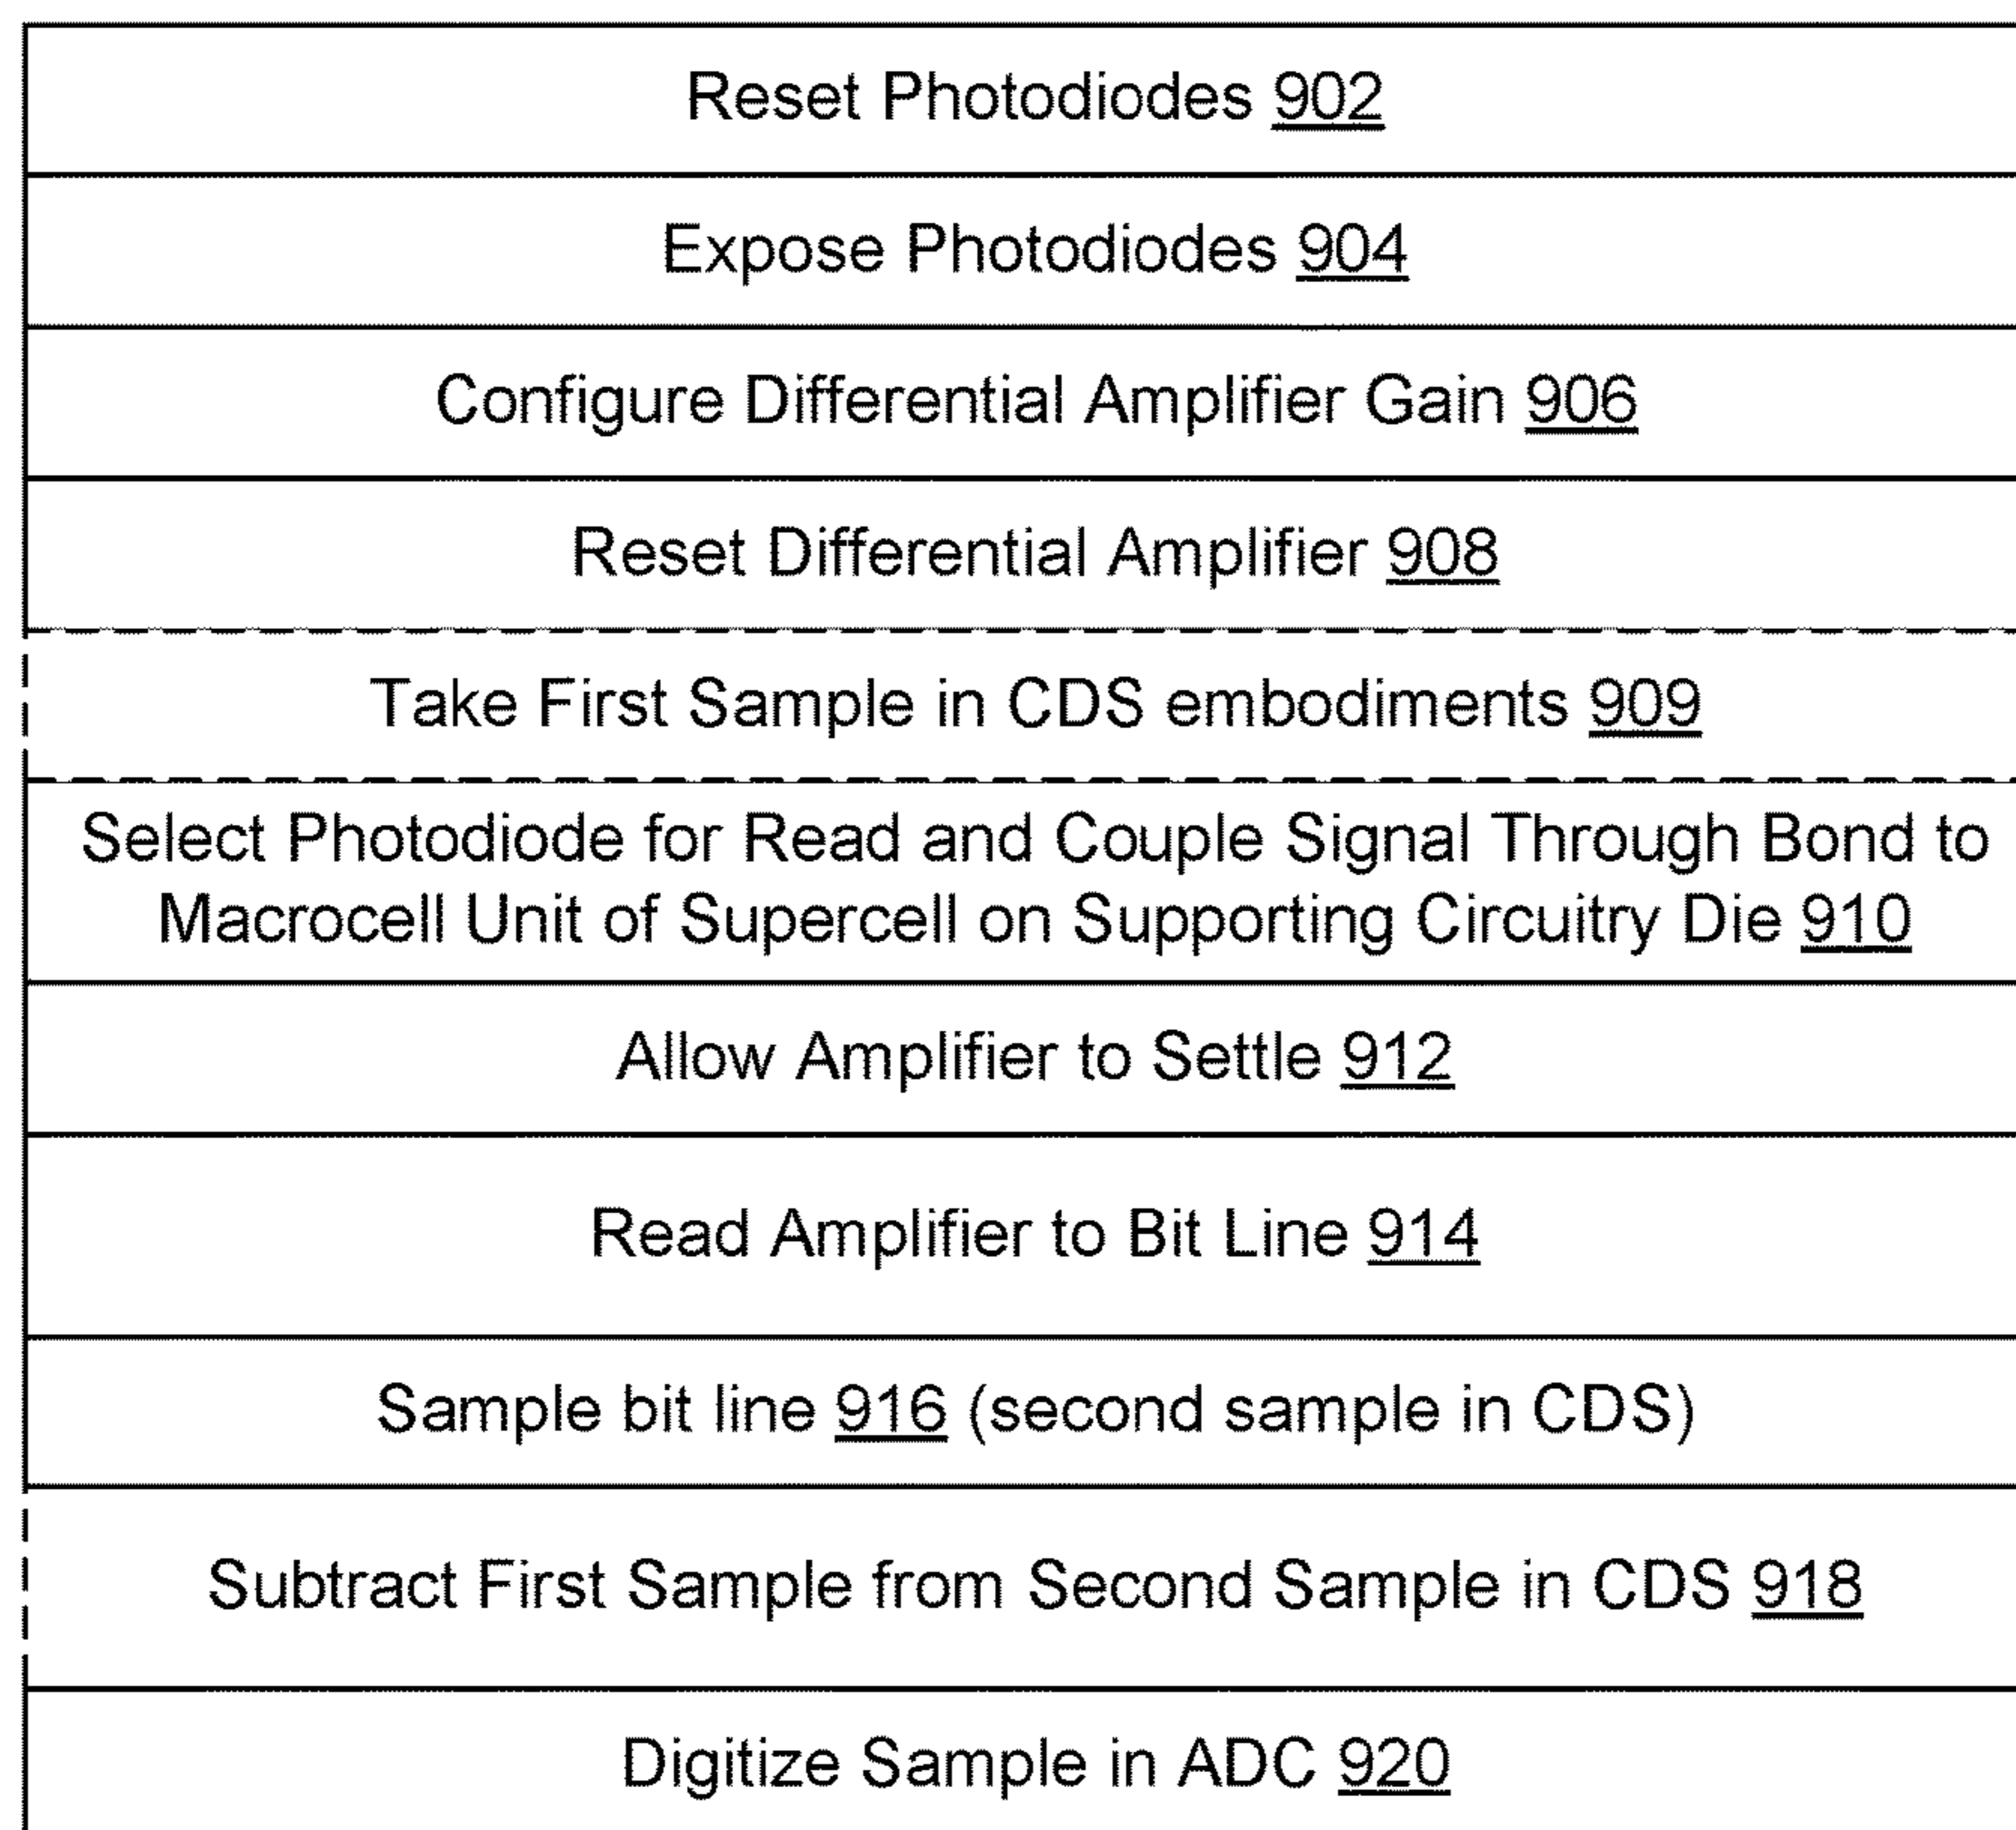 Reset Photodiodes 902
Expose Photodiodes 904
Configure Differential Amplifier Gain 906
Reset Differential Amplifier 908
Take First Sample in CDS embodiments 909
Select Photodiode for Read and Couple Signal Through Bond to
Macrocell Unit of Supercell on Supporting Circuitry Die 910
Allow Amplifier to Settle 912
Read Amplifier to Bit Line 914
Sample bit line 916 (second sample in CDS)
Subtract First Sample from Second Sample in CDS 918
Digitize Sample in ADC 920